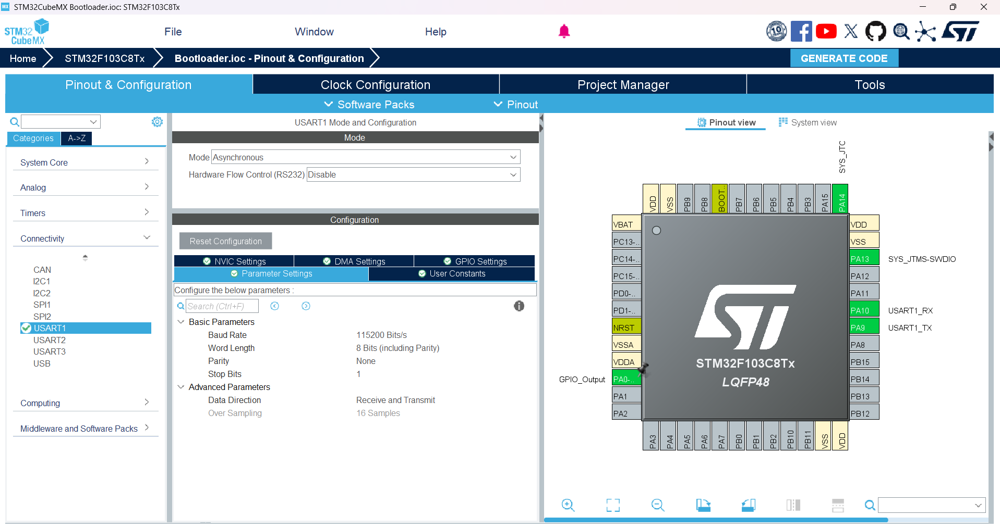 MX STM32CubeMX Bootloader.ioc: STM32F103C8Tx
STM32 CubeMX
File Window Help
10
Home STM32F103C8Tx Bootloader.ioc - Pinout & Configuration GENERATE CODE
Pinout & Configuration Clock Configuration Project Manager Tools
Software Packs Pinout
Categories A->Z
System Core
Analog
Timers
Connectivity
CAN
I2C1
I2C2
SPI1
SPI2
USART1
USART2
USART3
USB
Computing
Middleware and Software Packs
USART1 Mode and Configuration
Mode
Mode Asynchronous
Hardware Flow Control (RS232) Disable
Configuration
Reset Configuration
NVIC Settings DMA Settings GPIO Settings
Parameter Settings User Constants
Configure the below parameters :
Search (Ctrl+F)
Basic Parameters
Baud Rate 115200 Bits/s
Word Length 8 Bits (including Parity)
Parity None
Stop Bits 1
Advanced Parameters
Data Direction Receive and Transmit
Over Sampling 16 Samples
Pinout view System view
SYS_JTC
VDD VSS PB9 PB8 BOOT... PB7 PB6 PB5 PB4 PB3 PA15 PA14
VBAT VDD
PC13-.. VSS
PC14-.. PA13 SYS_JTMS-SWDIO
PC15-.. PA12
PD0-.. PA11
PD1-.. PA10 USART1_RX
NRST PA9 USART1_TX
VSSA PA8
VDDA PB15
GPIO_Output PA0-.. PB14
PA1 PB13
PA2 PB12
ST
STM32F103C8Tx
LQFP48
PA3 PA4 PA5 PA6 PA7 PB0 PB1 PB2 PB10 PB11 VSS VDD